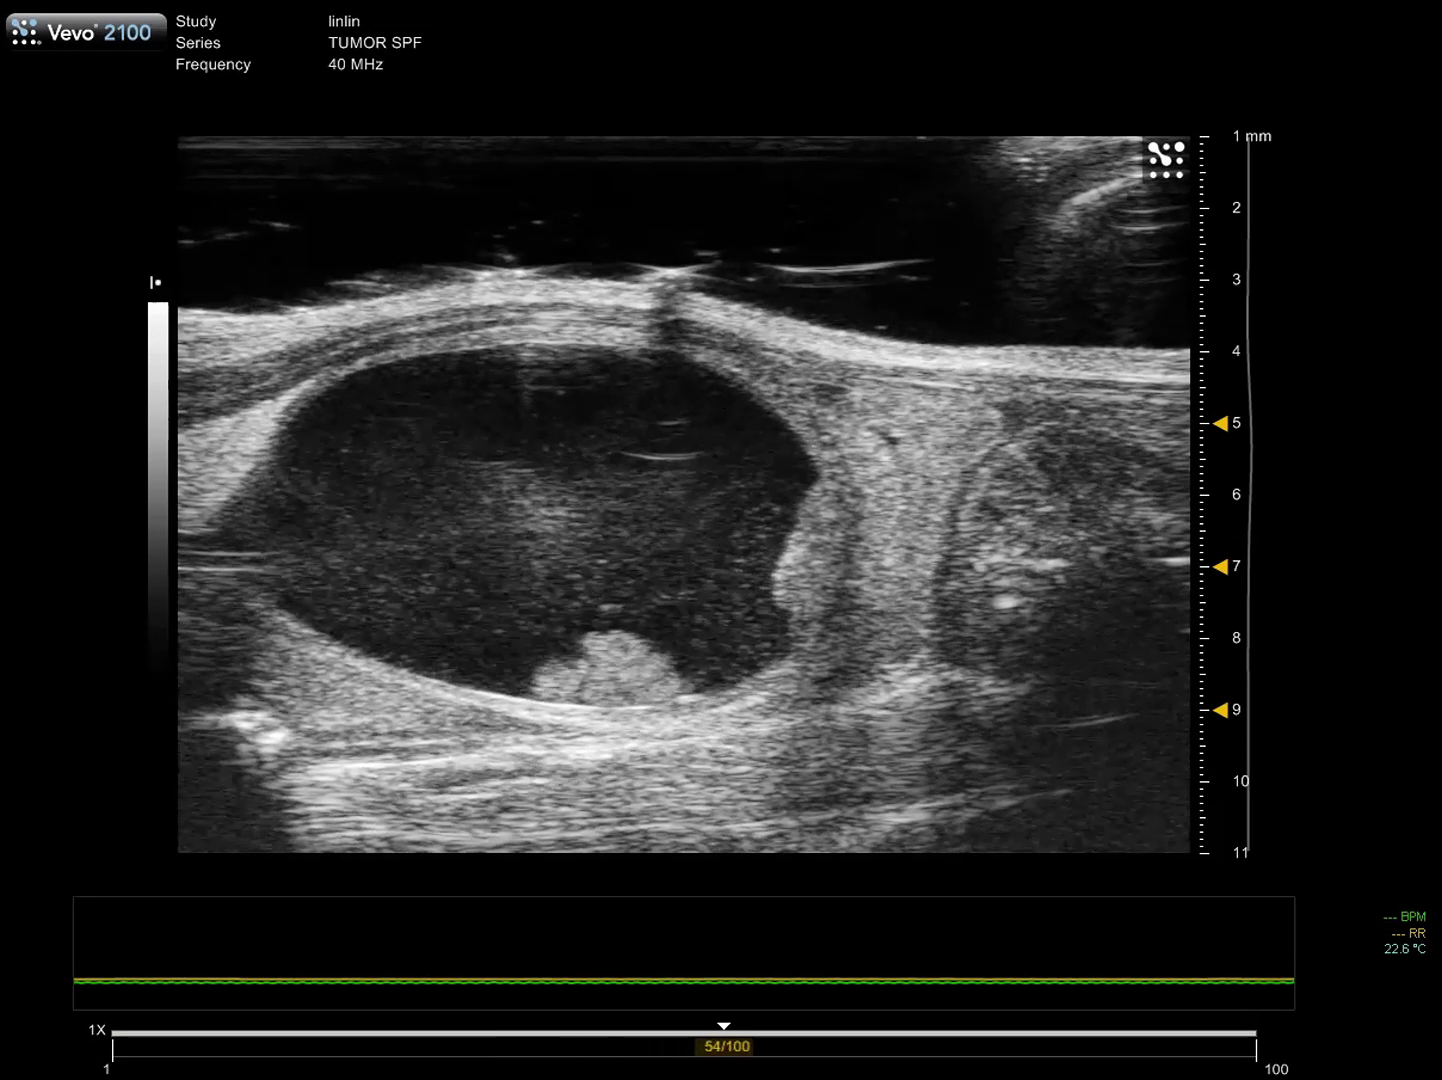 Vevo® 2100
Study linlin
Series TUMOR SPF
Frequency 40 MHz
1 mm
2
3
4
5
6
7
8
9
10
11
--- BPM
--- RR
22.6 °C
1X
54/100
1
100